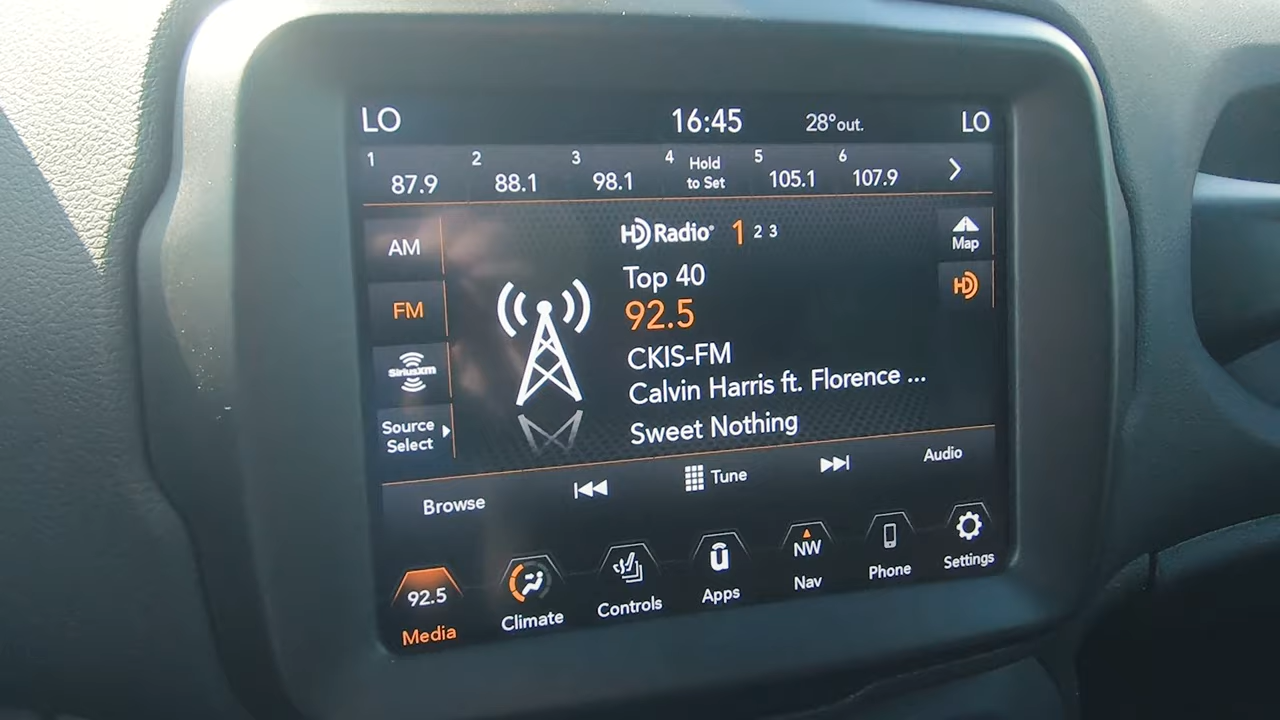 LO 16:45 28° out. LO
1 87.9 2 88.1 3 98.1 4 Hold to Set 5 105.1 6 107.9
HD Radio® 1 2 3
AM
Map
Top 40
FM
92.5
HD
CKIS-FM
SiriusXM
Calvin Harris ft. Florence ...
Source
Select
Sweet Nothing
Browse
Tune
Audio
92.5
Media
Climate
Controls
Apps
NW
Nav
Phone
Settings